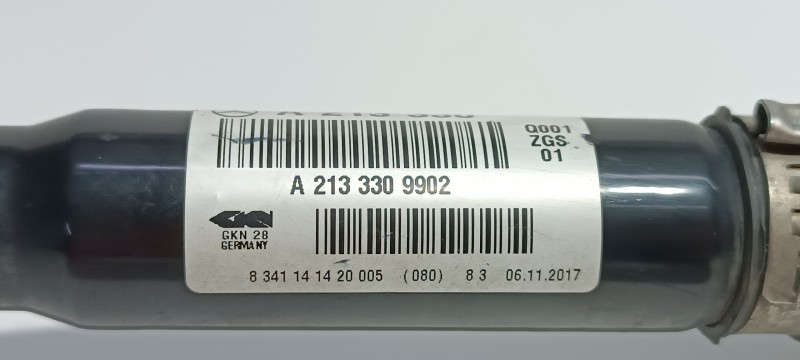 Q001
ZGS
01
A 213 330 9902
GKN
GKN 28
GERMANY
8 341 14 14 20 005 (080) 8 3 06.11.2017